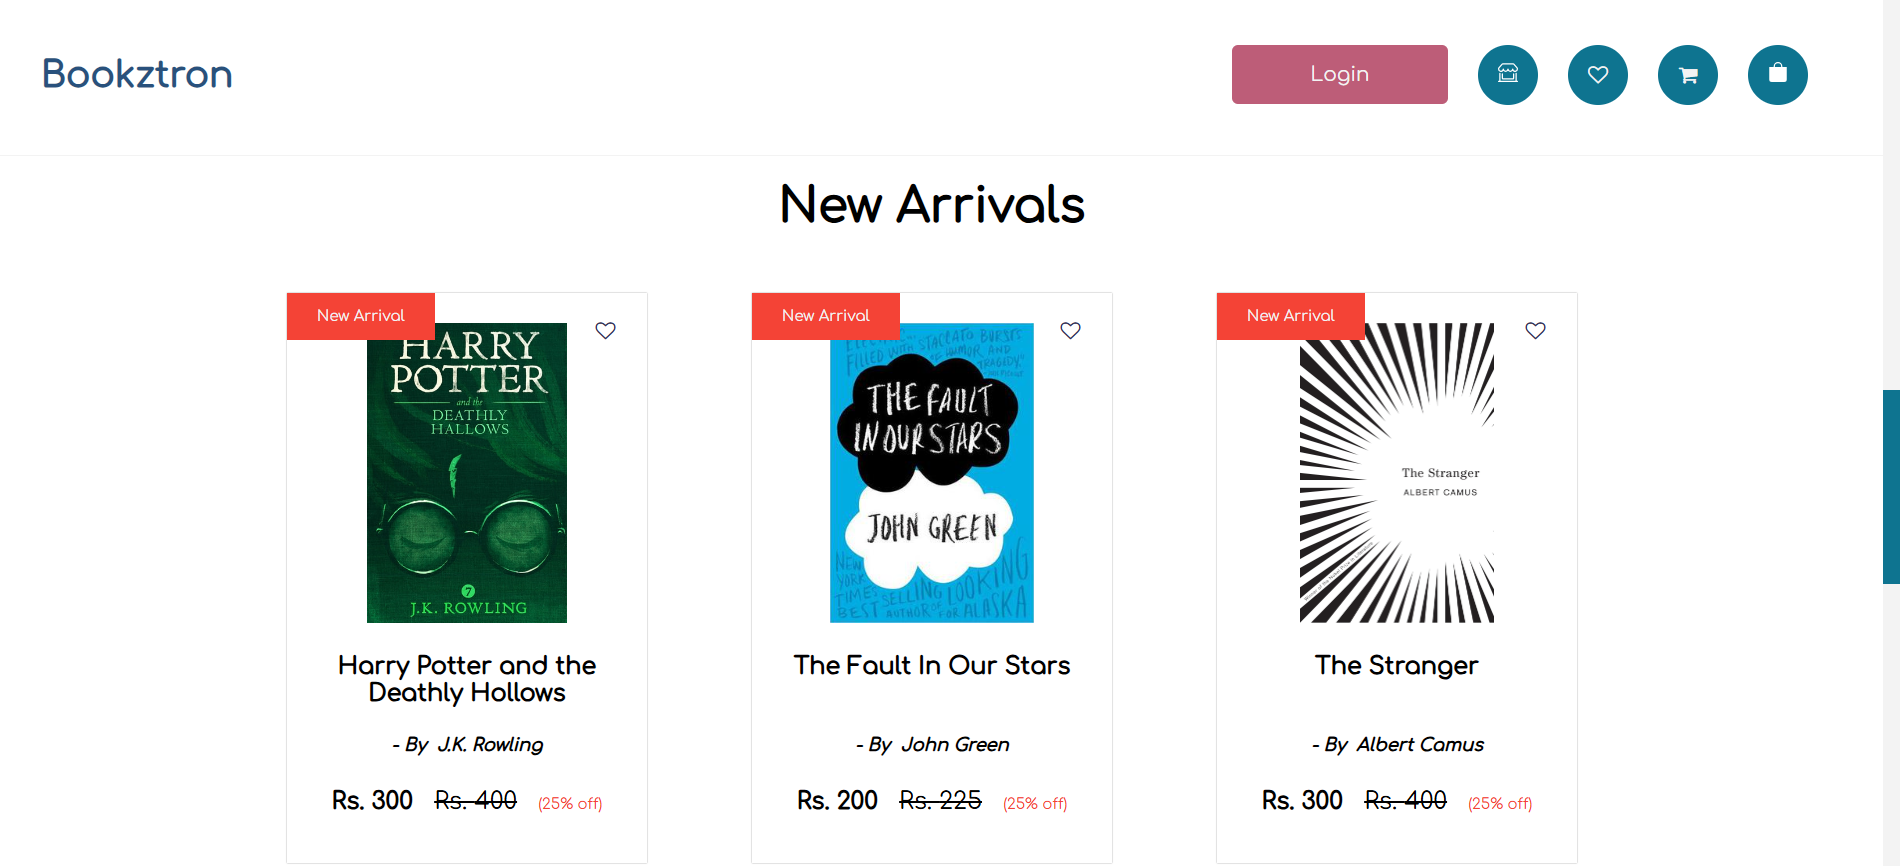 Bookztron
Login
New Arrivals
New Arrival
HARRY
POTTER
and the
DEATHLY
HALLOWS
7
J.K. ROWLING
Harry Potter and the
Deathly Hollows
- By J.K. Rowling
Rs. 300 Rs. 400 (25% off)
New Arrival
FILLED WITH STACCATO BURSTS
OF HUMOR AND
TRAGEDY."
THE FAULT
IN OUR STARS
JOHN GREEN
NEW
YORK
TIMES
BESTSELLING
AUTHOR OF
LOOKING
FOR ALASKA
The Fault In Our Stars
- By John Green
Rs. 200 Rs. 225 (25% off)
New Arrival
The Stranger
ALBERT CAMUS
The Stranger
- By Albert Camus
Rs. 300 Rs. 400 (25% off)